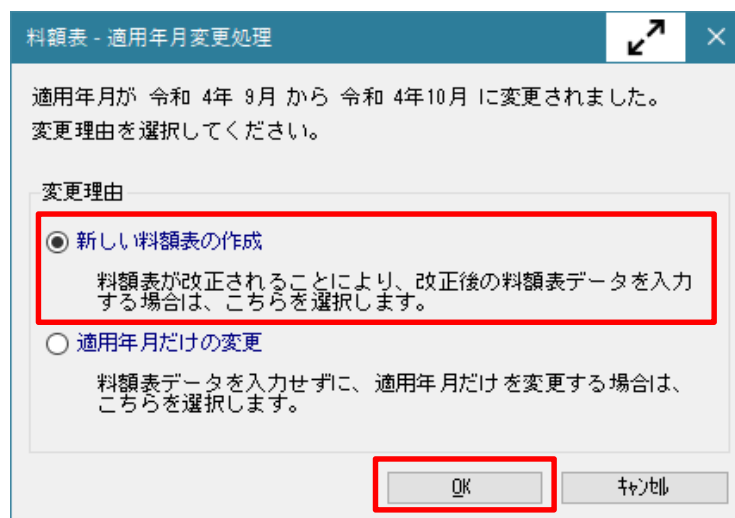 料額表 - 適用年月変更処理
適用年月が 令和 4年 9月 から 令和 4年10月 に変更されました。
変更理由を選択してください。
変更理由
新しい料額表の作成
料額表が改正されることにより、改正後の料額表データを入力
する場合は、こちらを選択します。
適用年月だけの変更
料額表データを入力せずに、適用年月だけを変更する場合は、
こちらを選択します。
OK
ｷｬﾝｾﾙ